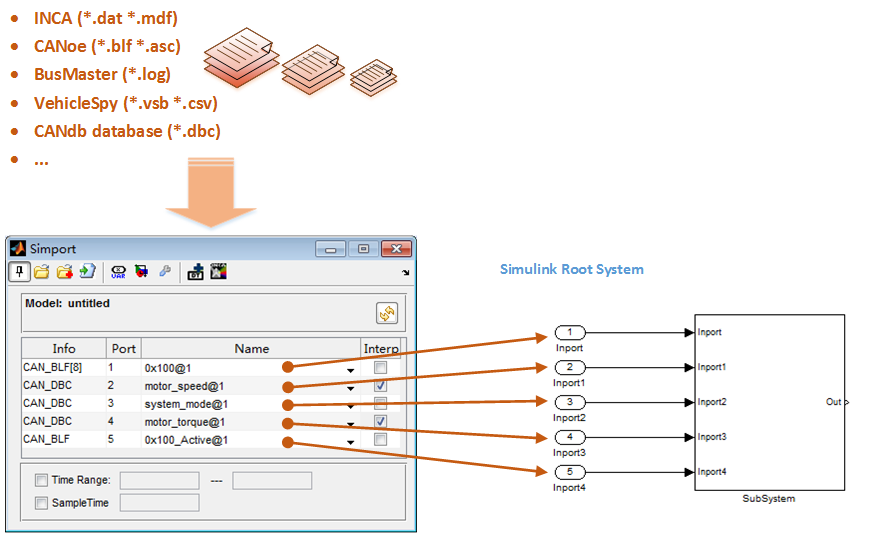 • INCA (*.dat *.mdf)
• CANoe (*.blf *.asc)
• BusMaster (*.log)
• VehicleSpy (*.vsb *.csv)
• CANdb database (*.dbc)
• ...
Simport
(x) VAR
01
Model: untitled
Info Port Name Interp
CAN_BLF[8] 1 0x100@1
CAN_DBC 2 motor_speed@1
CAN_DBC 3 system_mode@1
CAN_DBC 4 motor_torque@1
CAN_BLF 5 0x100_Active@1
Time Range: ---
SampleTime
Simulink Root System
1
Inport
2
Inport1
3
Inport2
4
Inport3
5
Inport4
Inport
Inport1
Inport2
Inport3
Inport4
Out
SubSystem